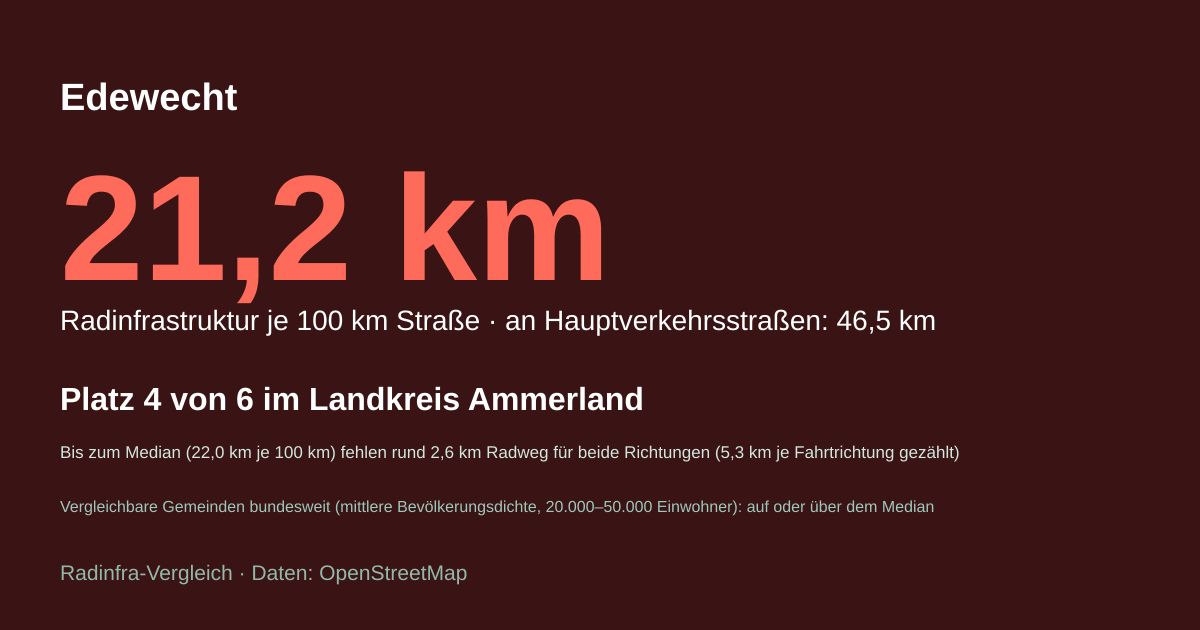 Edewecht
21,2 km
Radinfrastruktur je 100 km Straße · an Hauptverkehrsstraßen: 46,5 km
Platz 4 von 6 im Landkreis Ammerland
Bis zum Median (22,0 km je 100 km) fehlen rund 2,6 km Radweg für beide Richtungen (5,3 km je Fahrtrichtung gezählt)
Vergleichbare Gemeinden bundesweit (mittlere Bevölkerungsdichte, 20.000–50.000 Einwohner): auf oder über dem Median
Radinfra-Vergleich · Daten: OpenStreetMap